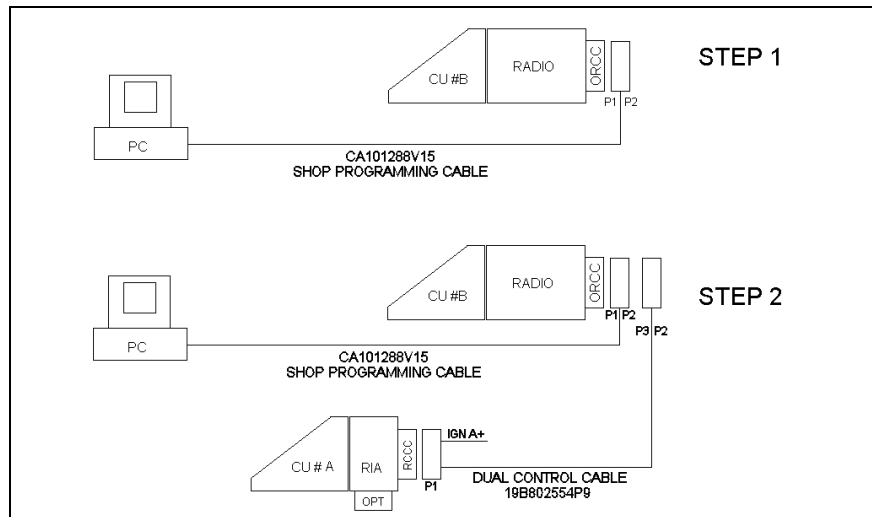 STEP 1
CU #B
RADIO
ORCC
P1 P2
PC
CA101288V15
SHOP PROGRAMMING CABLE
STEP 2
CU #B
RADIO
ORCC
P1 P2
P3 P2
PC
CA101288V15
SHOP PROGRAMMING CABLE
IGN A+
CU # A
RIA
RCCC
P1
OPT
DUAL CONTROL CABLE
19B802554P9